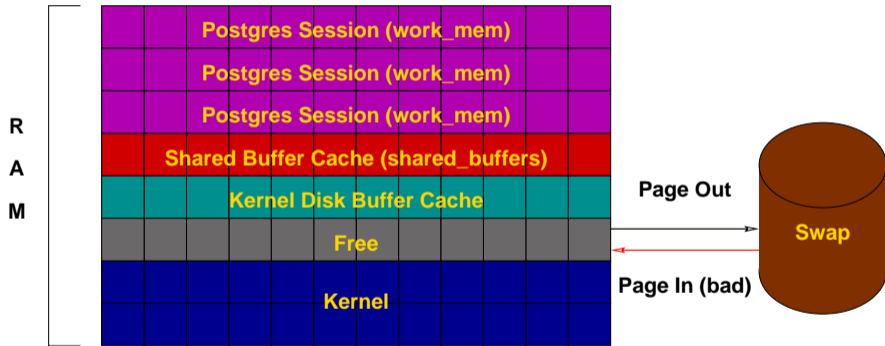 Postgres Session (work_mem)
Postgres Session (work_mem)
Postgres Session (work_mem)
R
A
M
Shared Buffer Cache (shared_buffers)
Kernel Disk Buffer Cache
Free
Kernel
Page Out
Swap
Page In (bad)